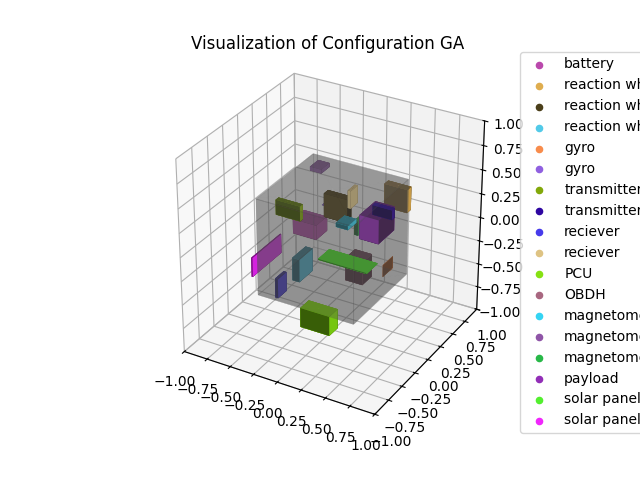 Visualization of Configuration GA
battery
reaction wh
reaction wh
reaction wh
gyro
gyro
transmitter
transmitter
reciever
reciever
PCU
OBDH
magnetome
magnetome
magnetome
payload
solar panel
solar panel
1.00
0.75
0.50
0.25
0.00
−0.25
−0.50
−0.75
−1.00
−1.00
−0.75
−0.50
−0.25
0.00
0.25
0.50
0.75
1.00
1.00
0.75
0.50
0.25
0.00
−0.25
−0.50
−0.75
−1.00